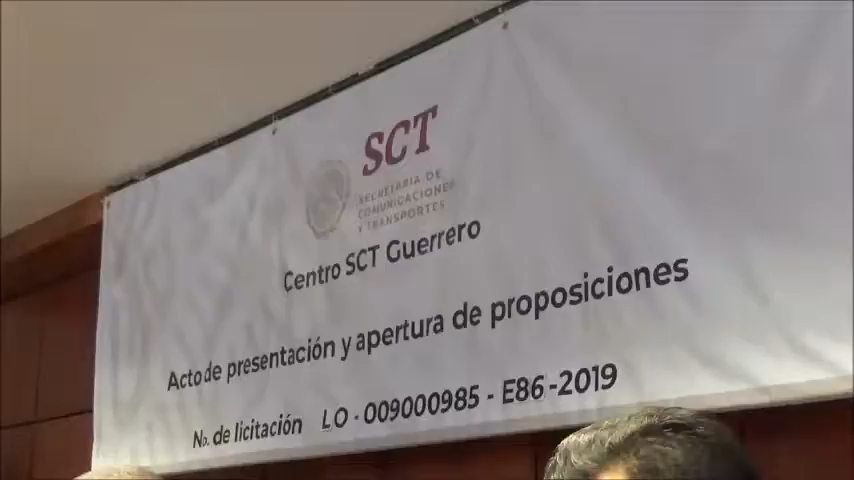 SCT
SECRETARÍA DE
COMUNICACIONES
Y TRANSPORTES
Centro SCT Guerrero
Acto de presentación y apertura de proposiciones
No. de licitación LO - 009000985 - E86 -2019